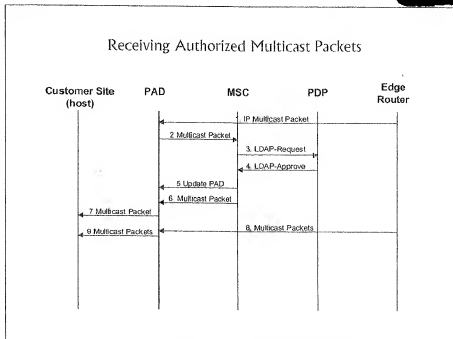 Receiving Authorized Multicast Packets
Customer Site PAD MSC PDP Edge
(host) Router
IP Multicast Packet
2 Multicast Packet
3. LDAP-Request
4. LDAP-Approve
5 Update PAD
6 Multicast Packet
7 Multicast Packet
9 Multicast Packets 8. Multicast Packets